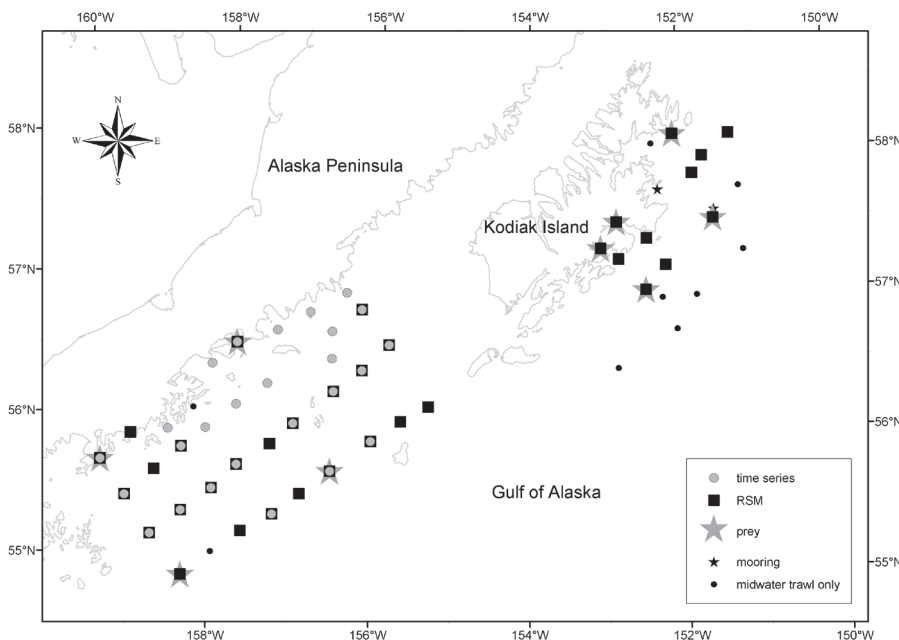 160°W 158°W 156°W 154°W 152°W 150°W
N
W E
S
58°N 58°N
Alaska Peninsula
Kodiak Island
57°N 57°N
56°N 56°N
Gulf of Alaska
time series
RSM
prey
mooring
midwater trawl only
55°N 55°N
158°W 156°W 154°W 152°W 150°W